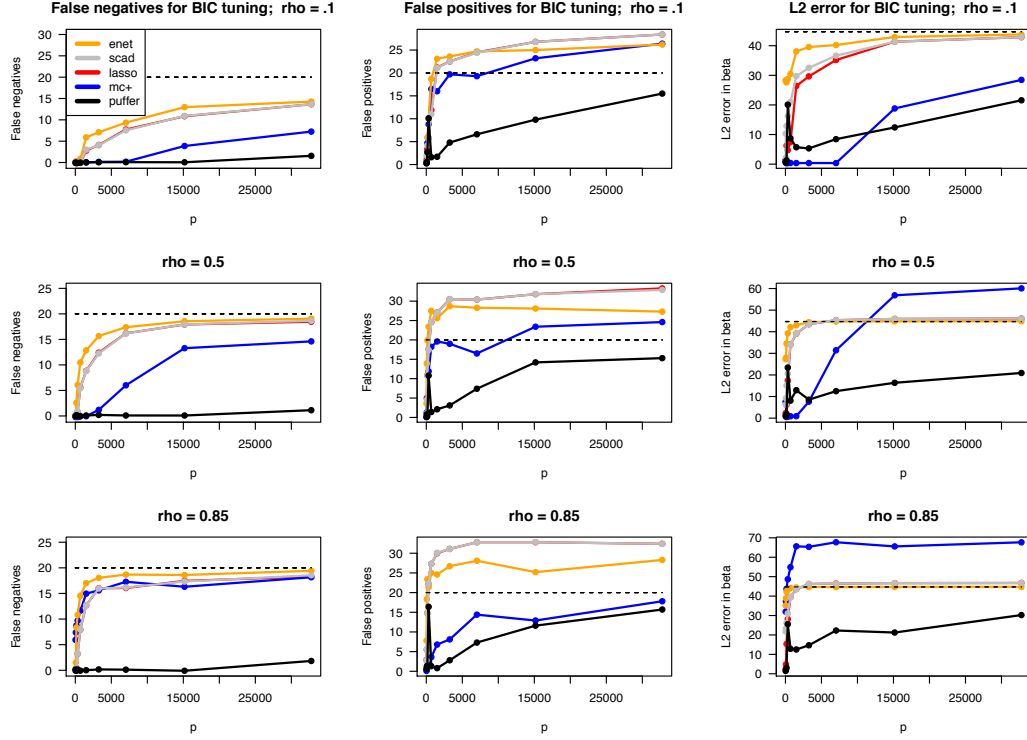 False negatives for BIC tuning; rho = .1
False negatives
30
25
20
15
10
5
0
enet
scad
lasso
mc+
puffer
0 5000 15000 25000
p
False positives for BIC tuning; rho = .1
False positives
25
20
15
10
5
0
0 5000 15000 25000
p
L2 error for BIC tuning; rho = .1
L2 error in beta
40
30
20
10
0
0 5000 15000 25000
p
rho = 0.5
False negatives
25
20
15
10
5
0
0 5000 15000 25000
p
rho = 0.5
False positives
30
25
20
15
10
5
0
0 5000 15000 25000
p
rho = 0.5
L2 error in beta
60
50
40
30
20
10
0
0 5000 15000 25000
p
rho = 0.85
False negatives
25
20
15
10
5
0
0 5000 15000 25000
p
rho = 0.85
False positives
30
25
20
15
10
5
0
0 5000 15000 25000
p
rho = 0.85
L2 error in beta
70
60
50
40
30
20
10
0
0 5000 15000 25000
p